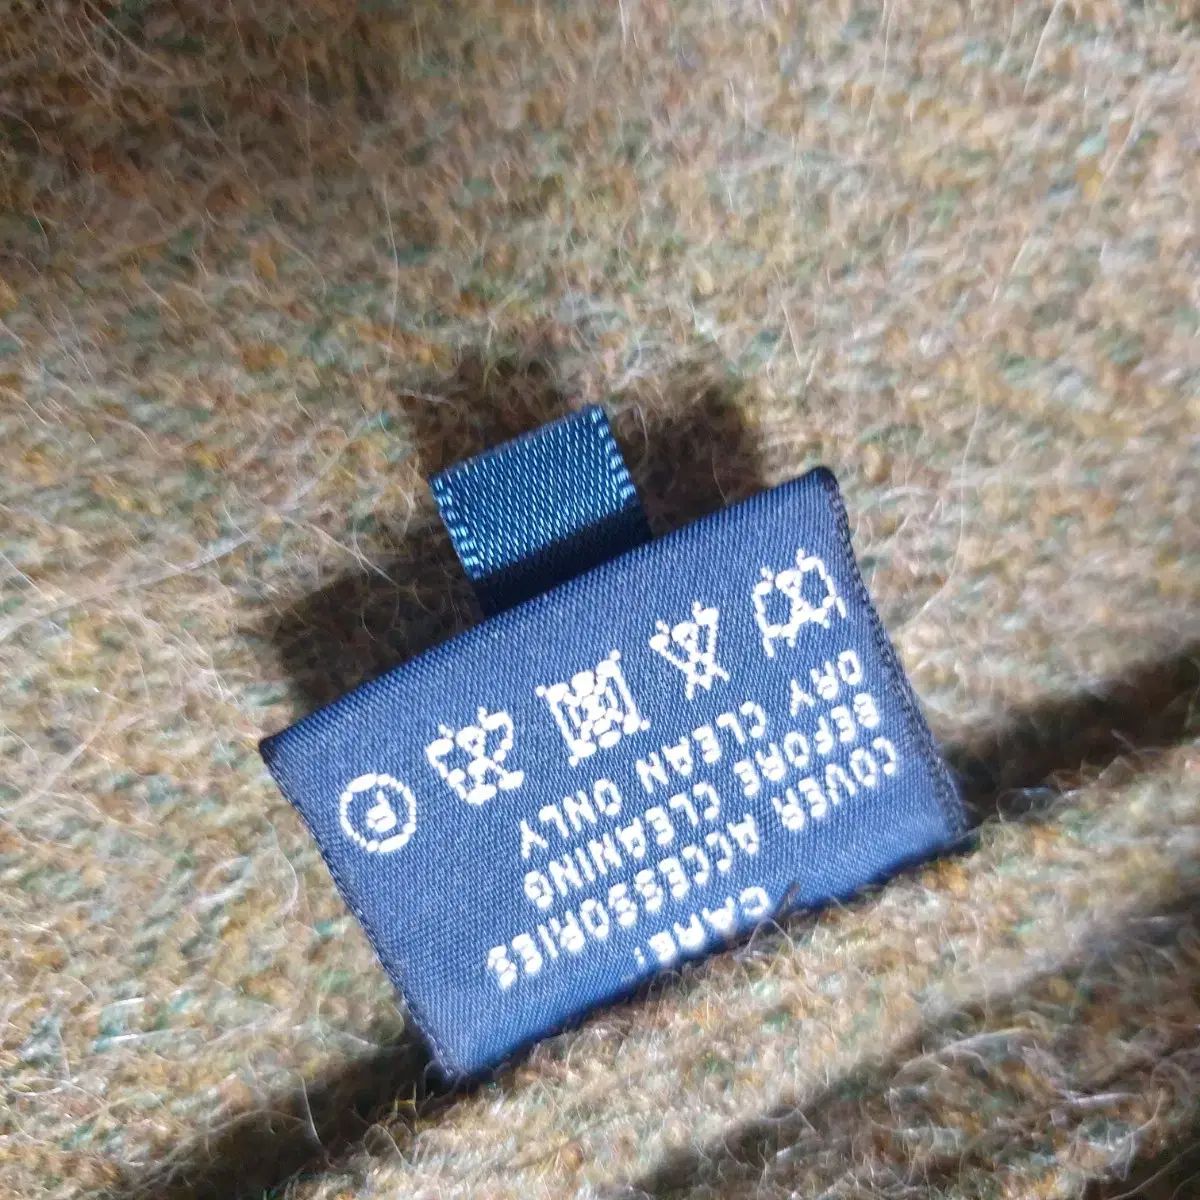 CARE:
COVER ACCESSORIES
BEFORE CLEANING
DRY CLEAN ONLY
P